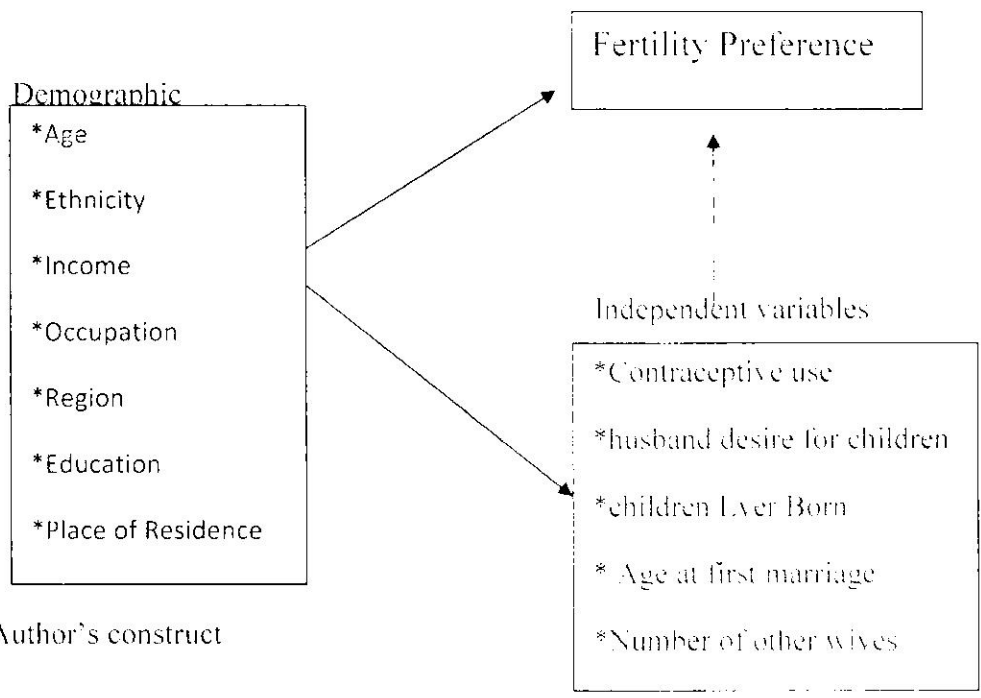 Fertility Preference
Demographic
*Age
*Ethnicity
*Income
*Occupation
*Region
*Education
*Place of Residence
Independent variables
*Contraceptive use
*husband desire for children
*children Ever Born
* Age at first marriage
*Number of other wives
Author's construct